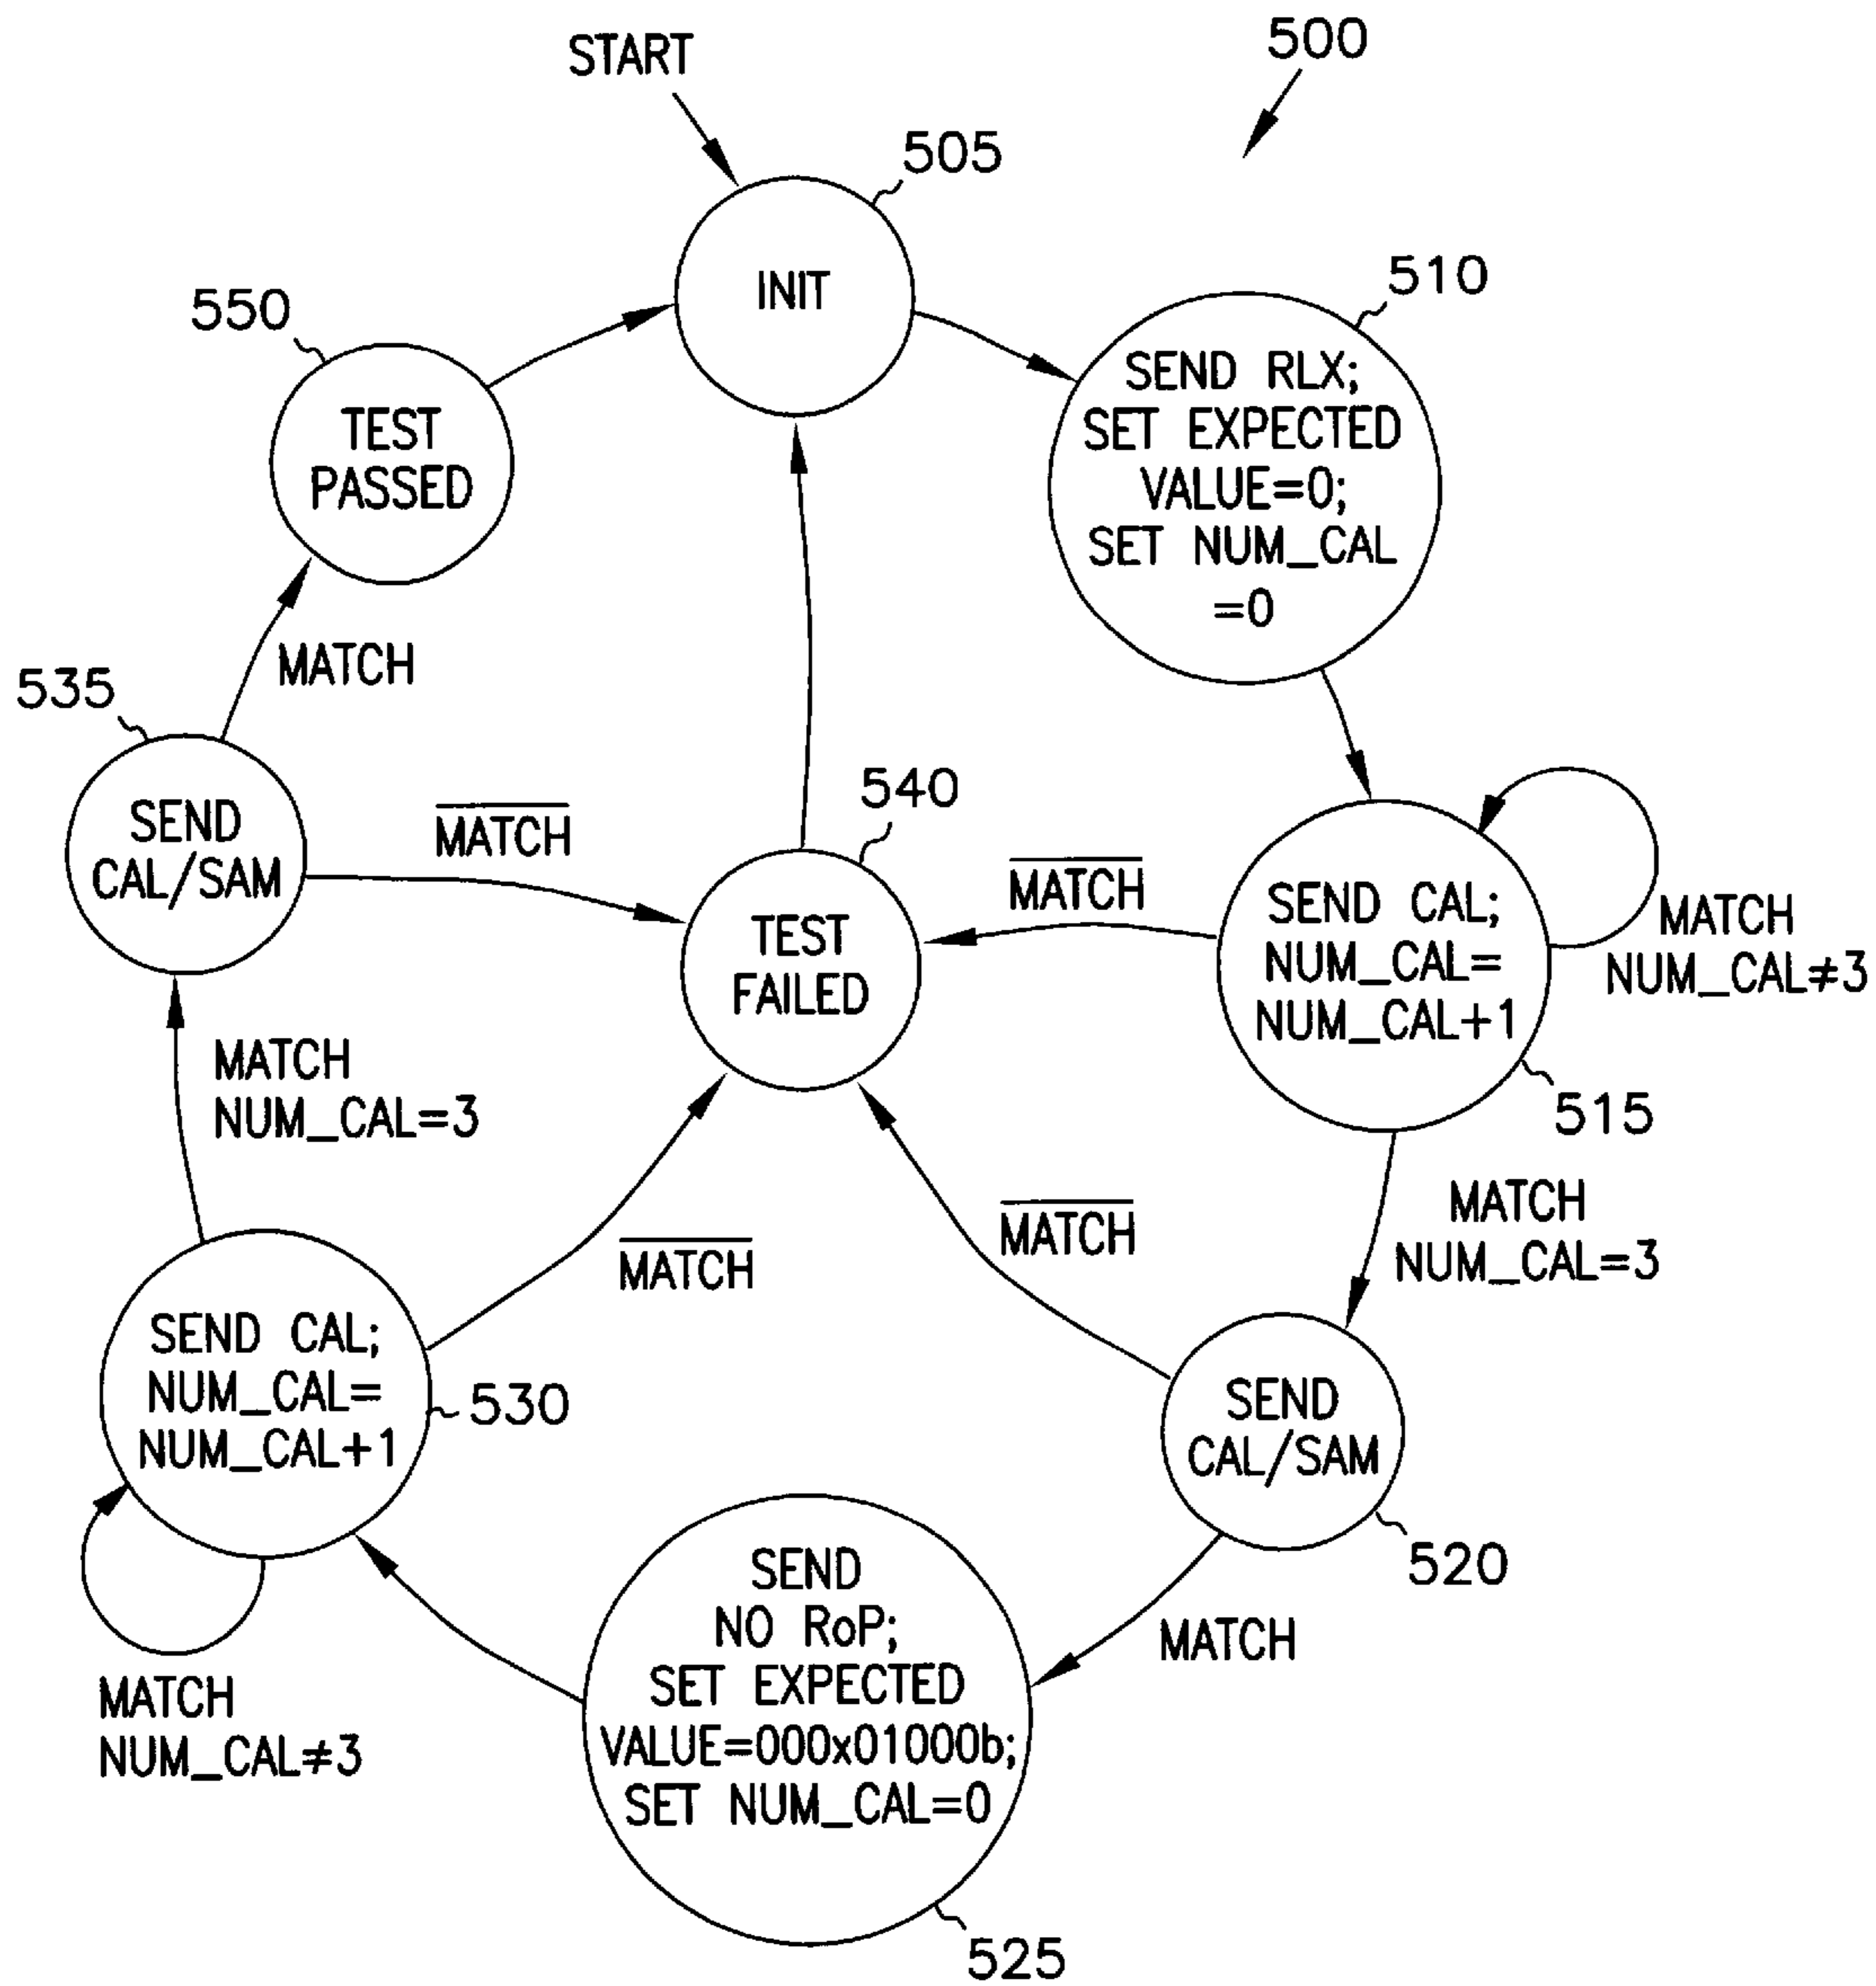 START
500
505
INIT
510
SEND RLX;
SET EXPECTED
VALUE=0;
SET NUM_CAL
=0
550
TEST
PASSED
MATCH
535
SEND
CAL/SAM
MATCH
540
TEST
FAILED
MATCH
SEND CAL;
NUM_CAL=
NUM_CAL+1
MATCH
NUM_CAL≠3
515
MATCH
NUM_CAL=3
MATCH
NUM_CAL=3
MATCH
MATCH
SEND CAL;
NUM_CAL=
NUM_CAL+1
530
SEND
CAL/SAM
520
MATCH
SEND
NO RoP;
SET EXPECTED
VALUE=000x01000b;
SET NUM_CAL=0
MATCH
NUM_CAL≠3
525